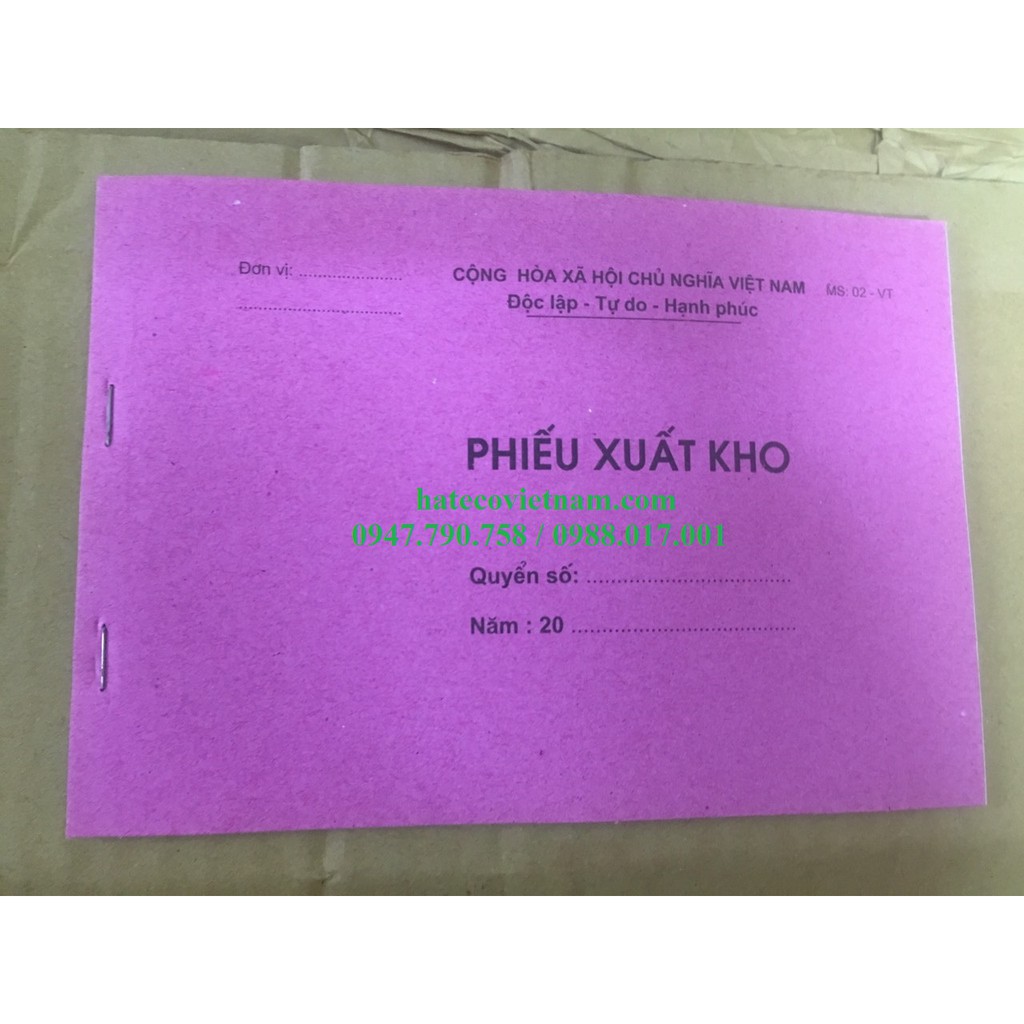 Đơn vị: ........................
CỘNG HÒA XÃ HỘI CHỦ NGHĨA VIỆT NAM
MS: 02 - VT
......................................
Độc lập - Tự do - Hạnh phúc
PHIẾU XUẤT KHO
hatecovietnam.com
0947.790.758 / 0988.017.001
Quyển số: ...................................
Năm : 20 ......................................